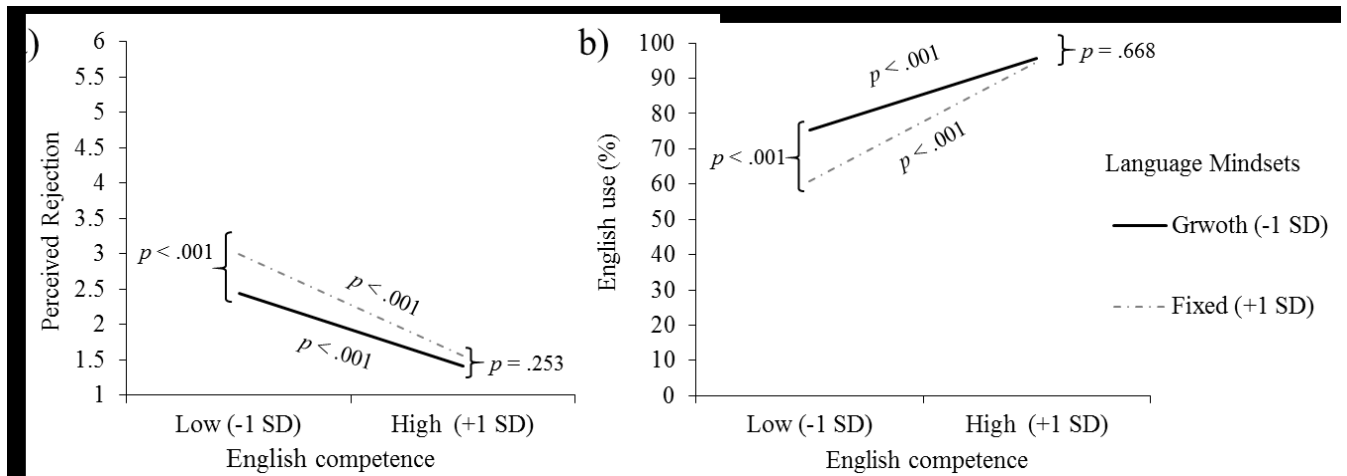 )
6
5.5
5
4.5
4
3.5
3
2.5
2
1.5
1
Perceived Rejection
p < .001
p < .001
p < .001
p = .253
Low (-1 SD)
High (+1 SD)
English competence
b)
100
90
80
70
60
50
40
30
20
10
0
English use (%)
p < .001
p < .001
p < .001
p = .668
Low (-1 SD)
High (+1 SD)
English competence
Language Mindsets
Grwoth (-1 SD)
Fixed (+1 SD)